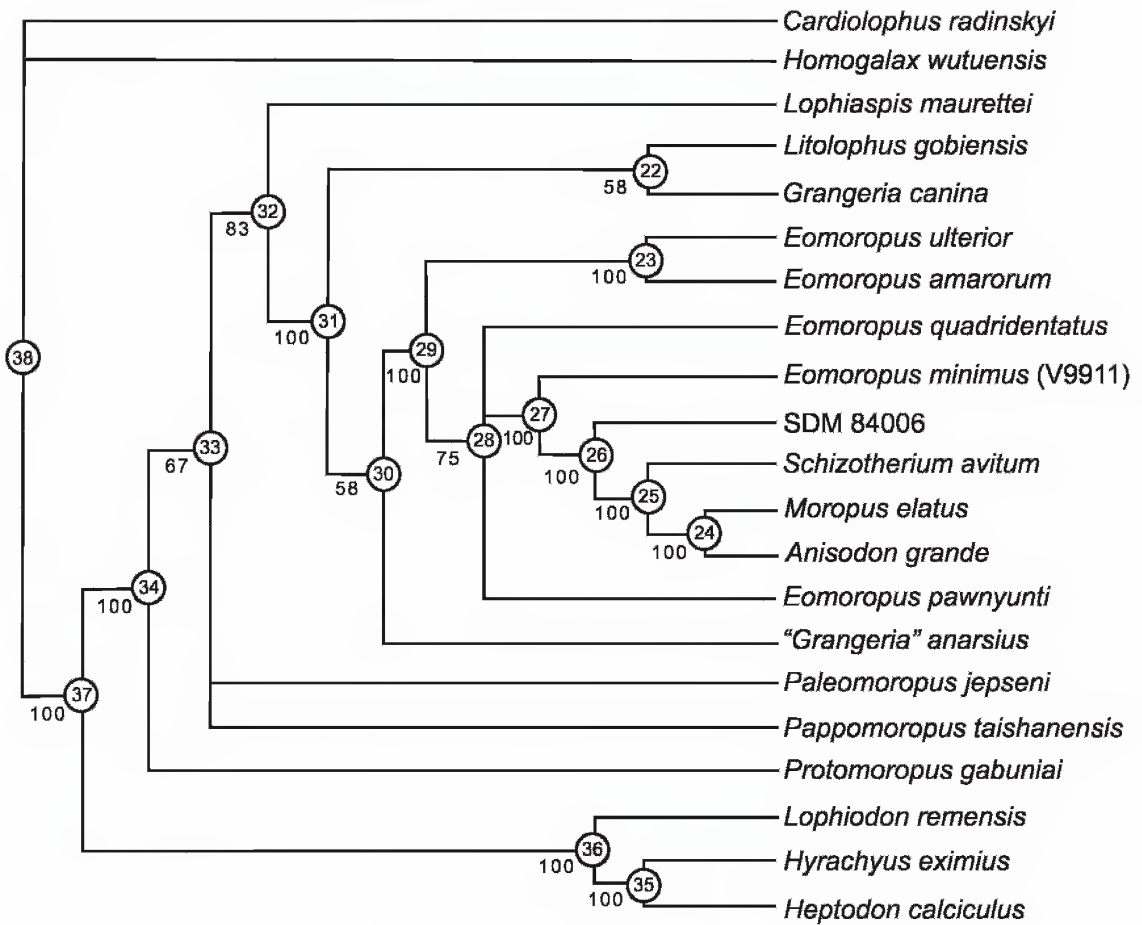 Cardiolophus radinskyi
Homogalax wutuensis
Lophiaspis maurettei
Litolophus gobiensis
22
58
Grangeria canina
32
83
Eomoropus ulterior
23
100
Eomoropus amarorum
31
100
Eomoropus quadridentatus
29
100
38
Eomoropus minimus (V9911)
27
100
SDM 84006
28
75
26
100
33
67
Schizotherium avitum
30
58
25
100
Moropus elatus
24
100
Anisodon grande
34
100
Eomoropus pawnyunti
"Grangeria" anarsius
Paleomoropus jepseni
37
100
Pappomoropus taishanensis
Protomoropus gabuniai
Lophiodon remensis
36
100
Hyrachyus eximius
35
100
Heptodon calciculus